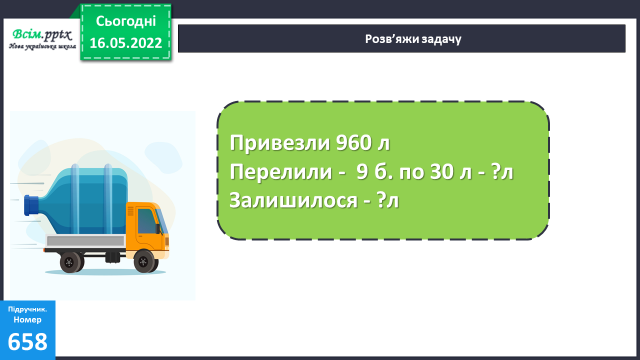 Всім.pptx
Нова українська школа
Сьогодні
16.05.2022
Розв’яжи задачу
Привезли 960 л
Перелили - 9 б. по 30 л - ?л
Залишилося - ?л
Підручник.
Номер
658